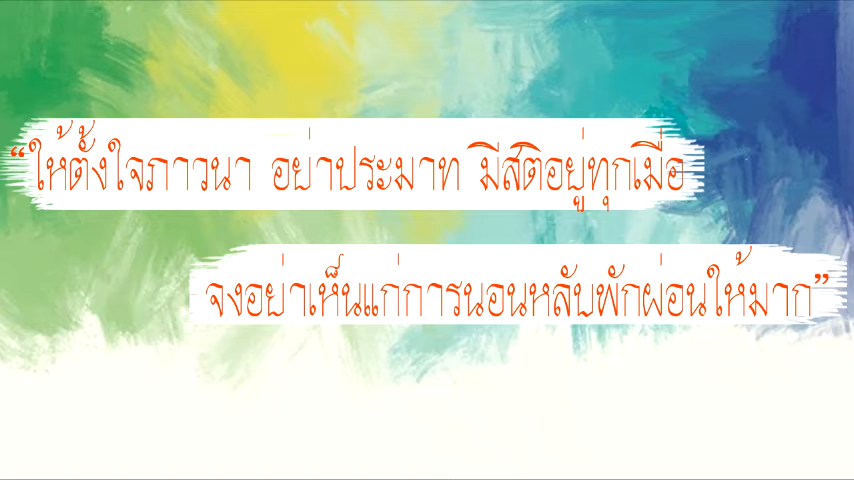 “ให้ตั้งใจภาวนา อย่าประมาท มีสติอยู่ทุกเมื่อ
จงอย่าเห็นแก่การนอนหลับพักผ่อนให้มาก”